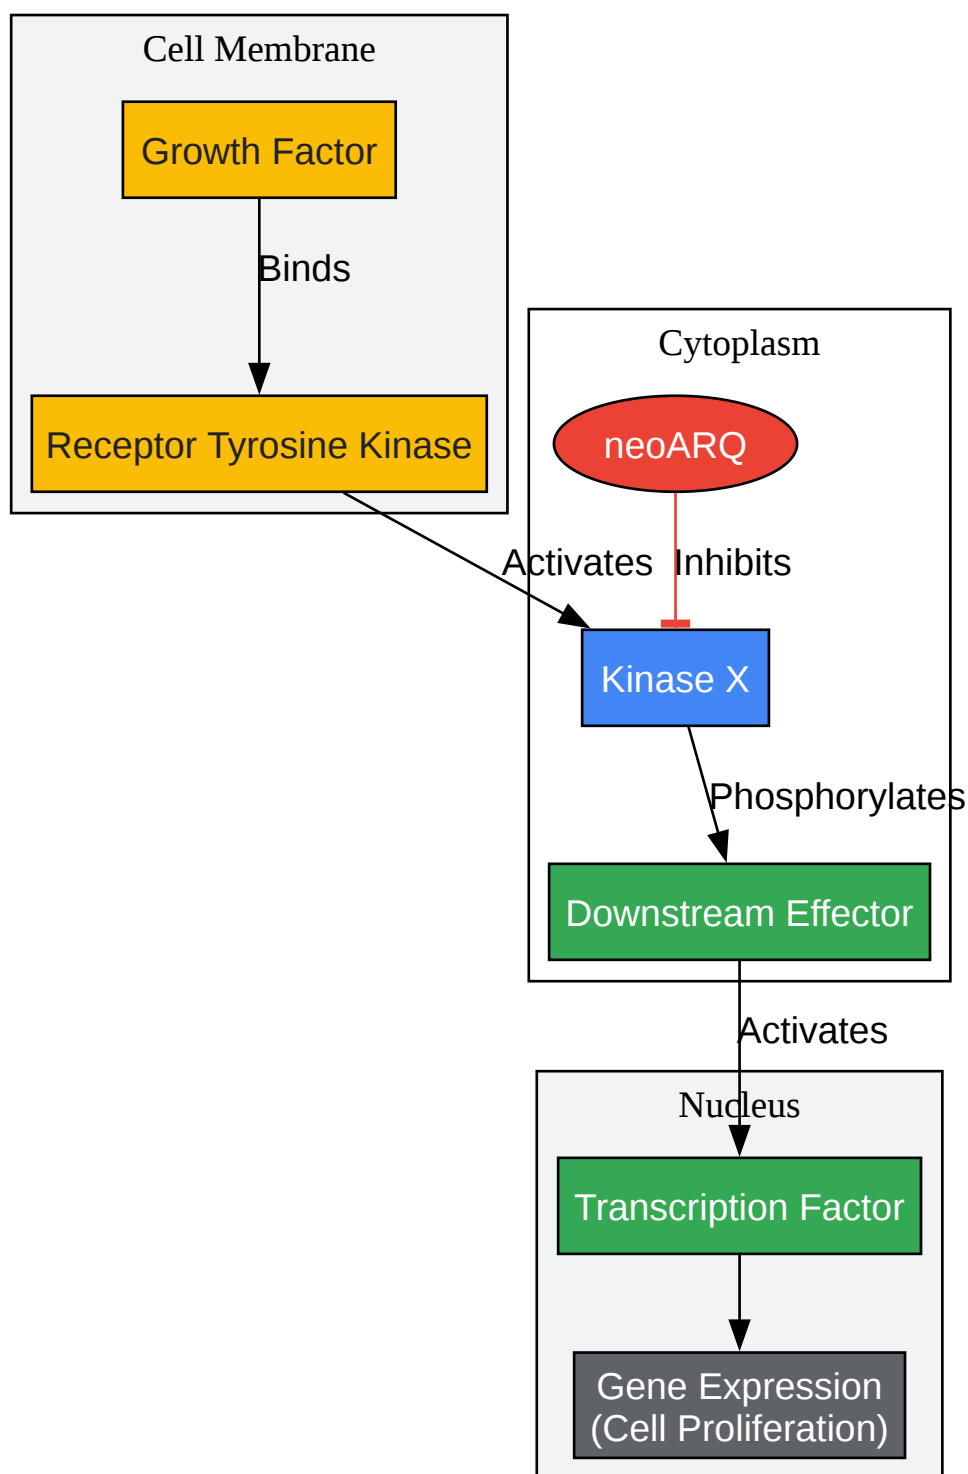 Cell Membrane
Growth Factor
Binds
Receptor Tyrosine Kinase
Cytoplasm
neoARQ
Activates
Inhibits
Kinase X
Phosphorylates
Downstream Effector
Activates
Nucleus
Transcription Factor
Gene Expression
(Cell Proliferation)